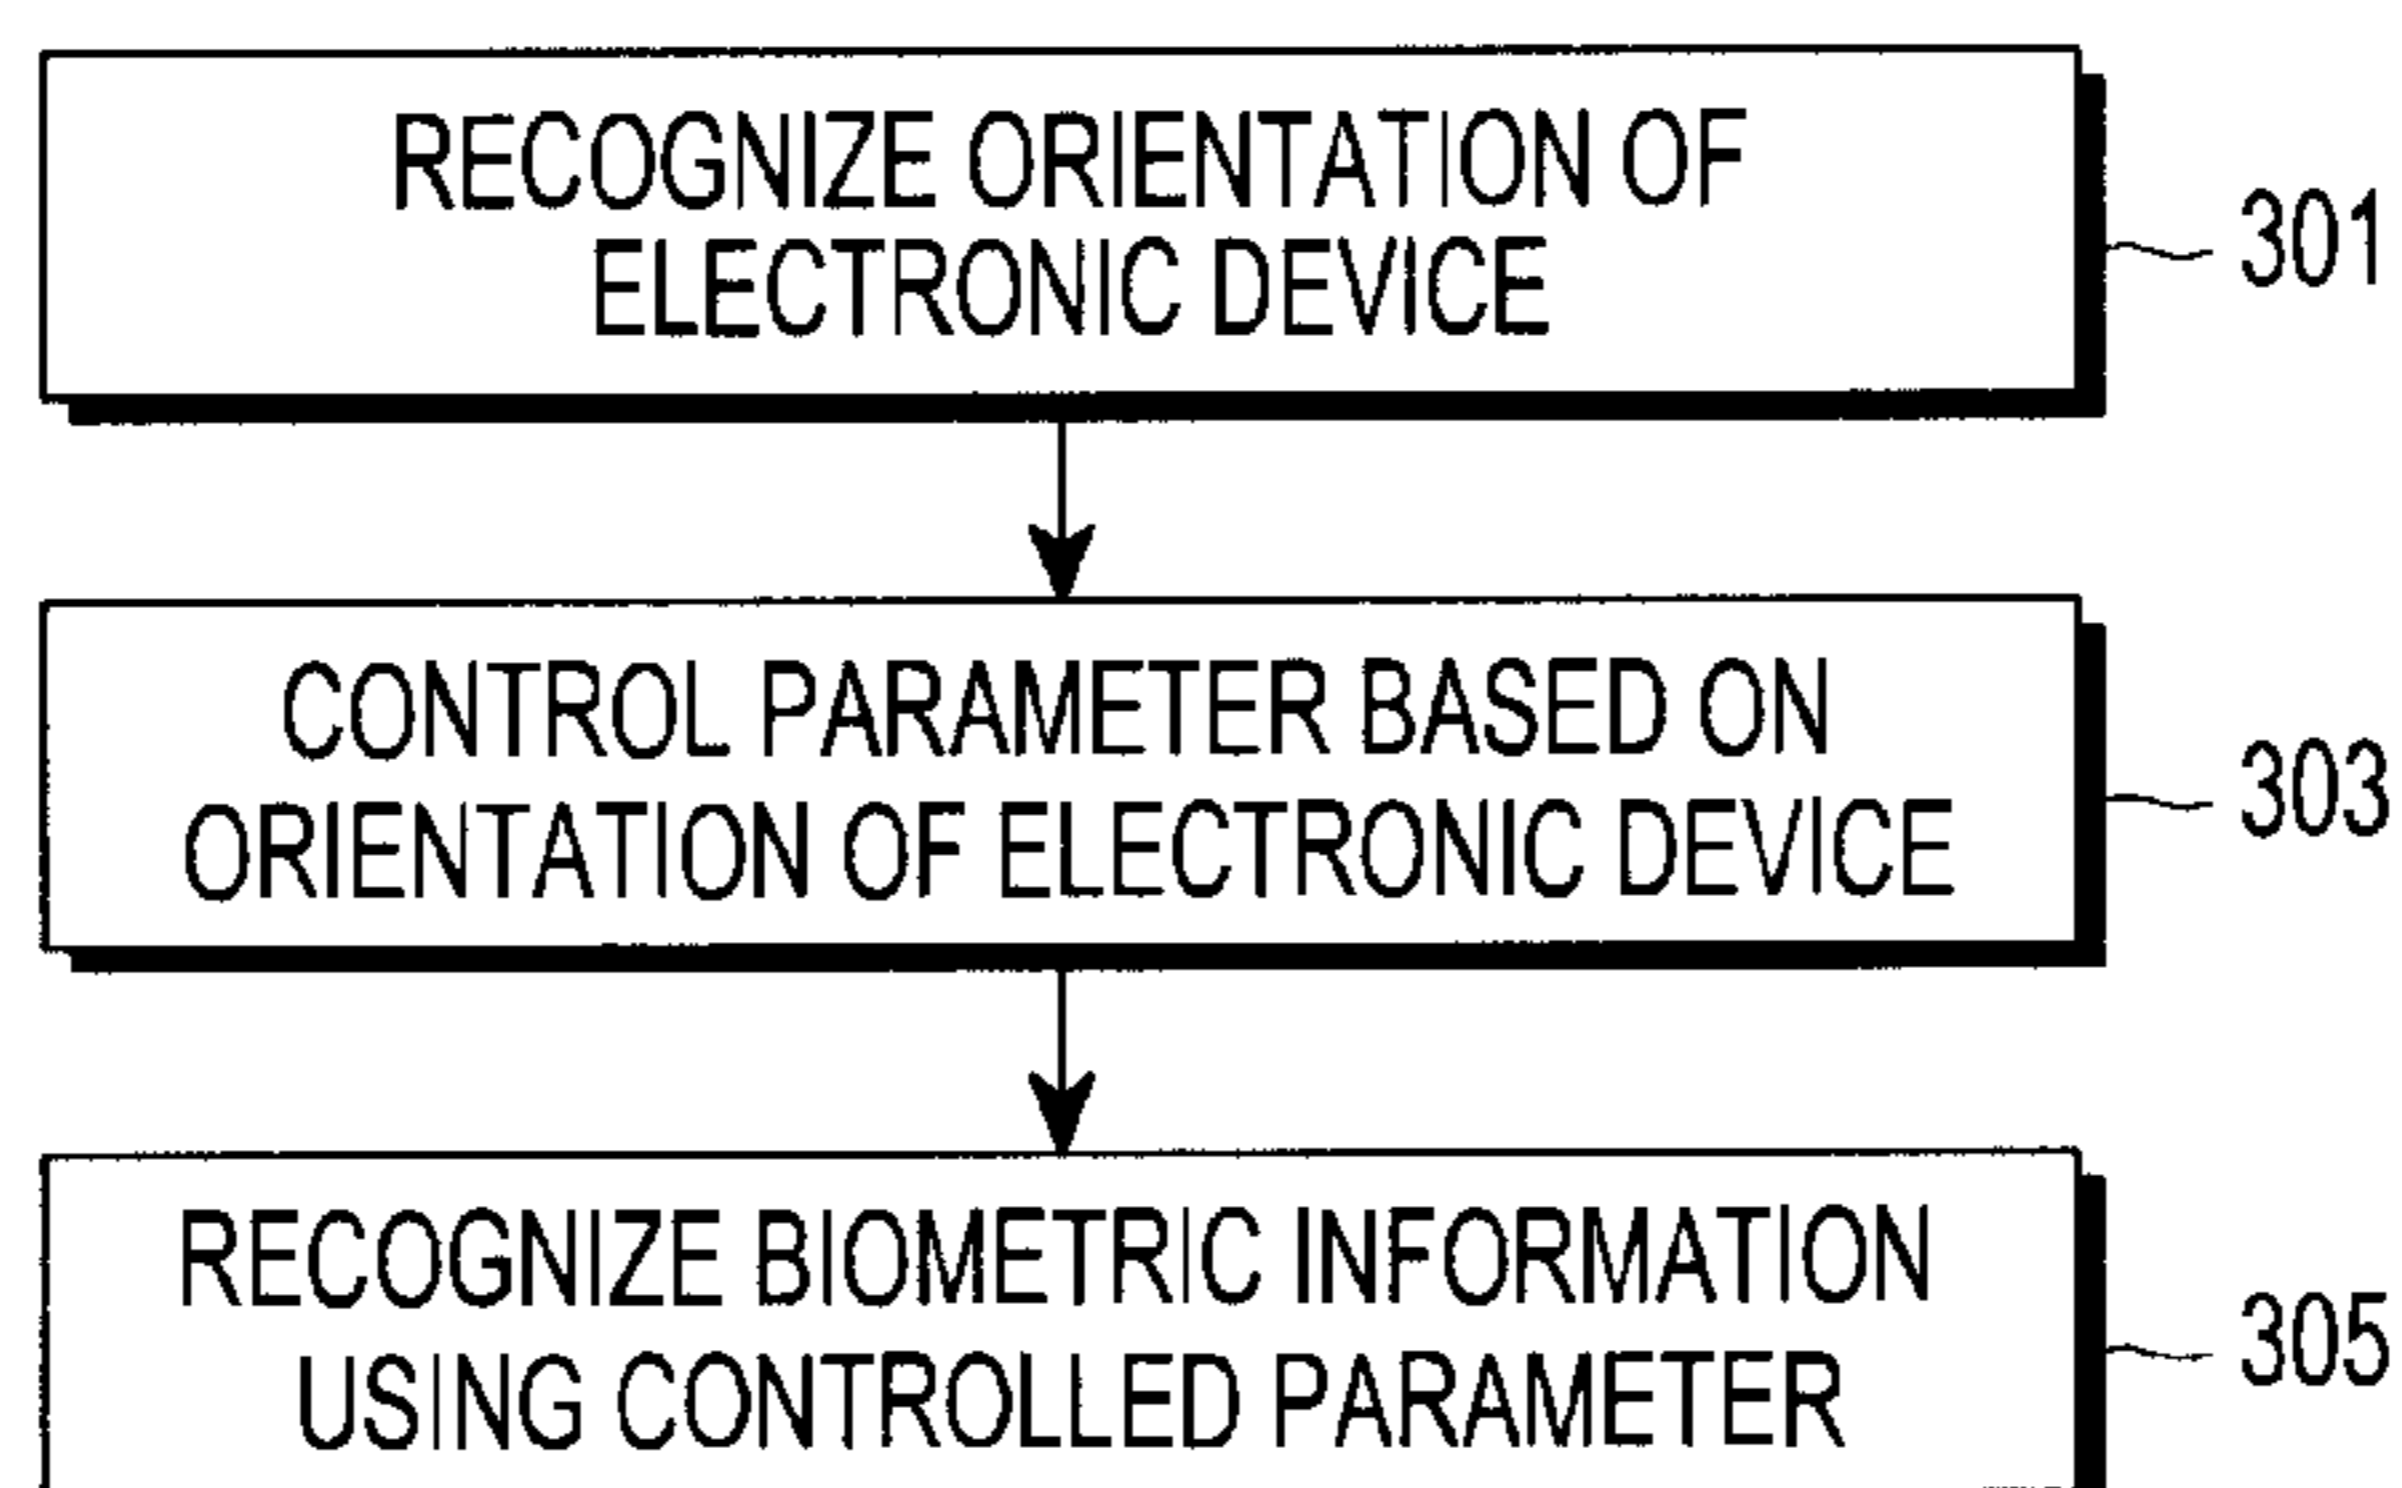 RECOGNIZE ORIENTATION OF
ELECTRONIC DEVICE
301
CONTROL PARAMETER BASED ON
ORIENTATION OF ELECTRONIC DEVICE
303
RECOGNIZE BIOMETRIC INFORMATION
USING CONTROLLED PARAMETER
305